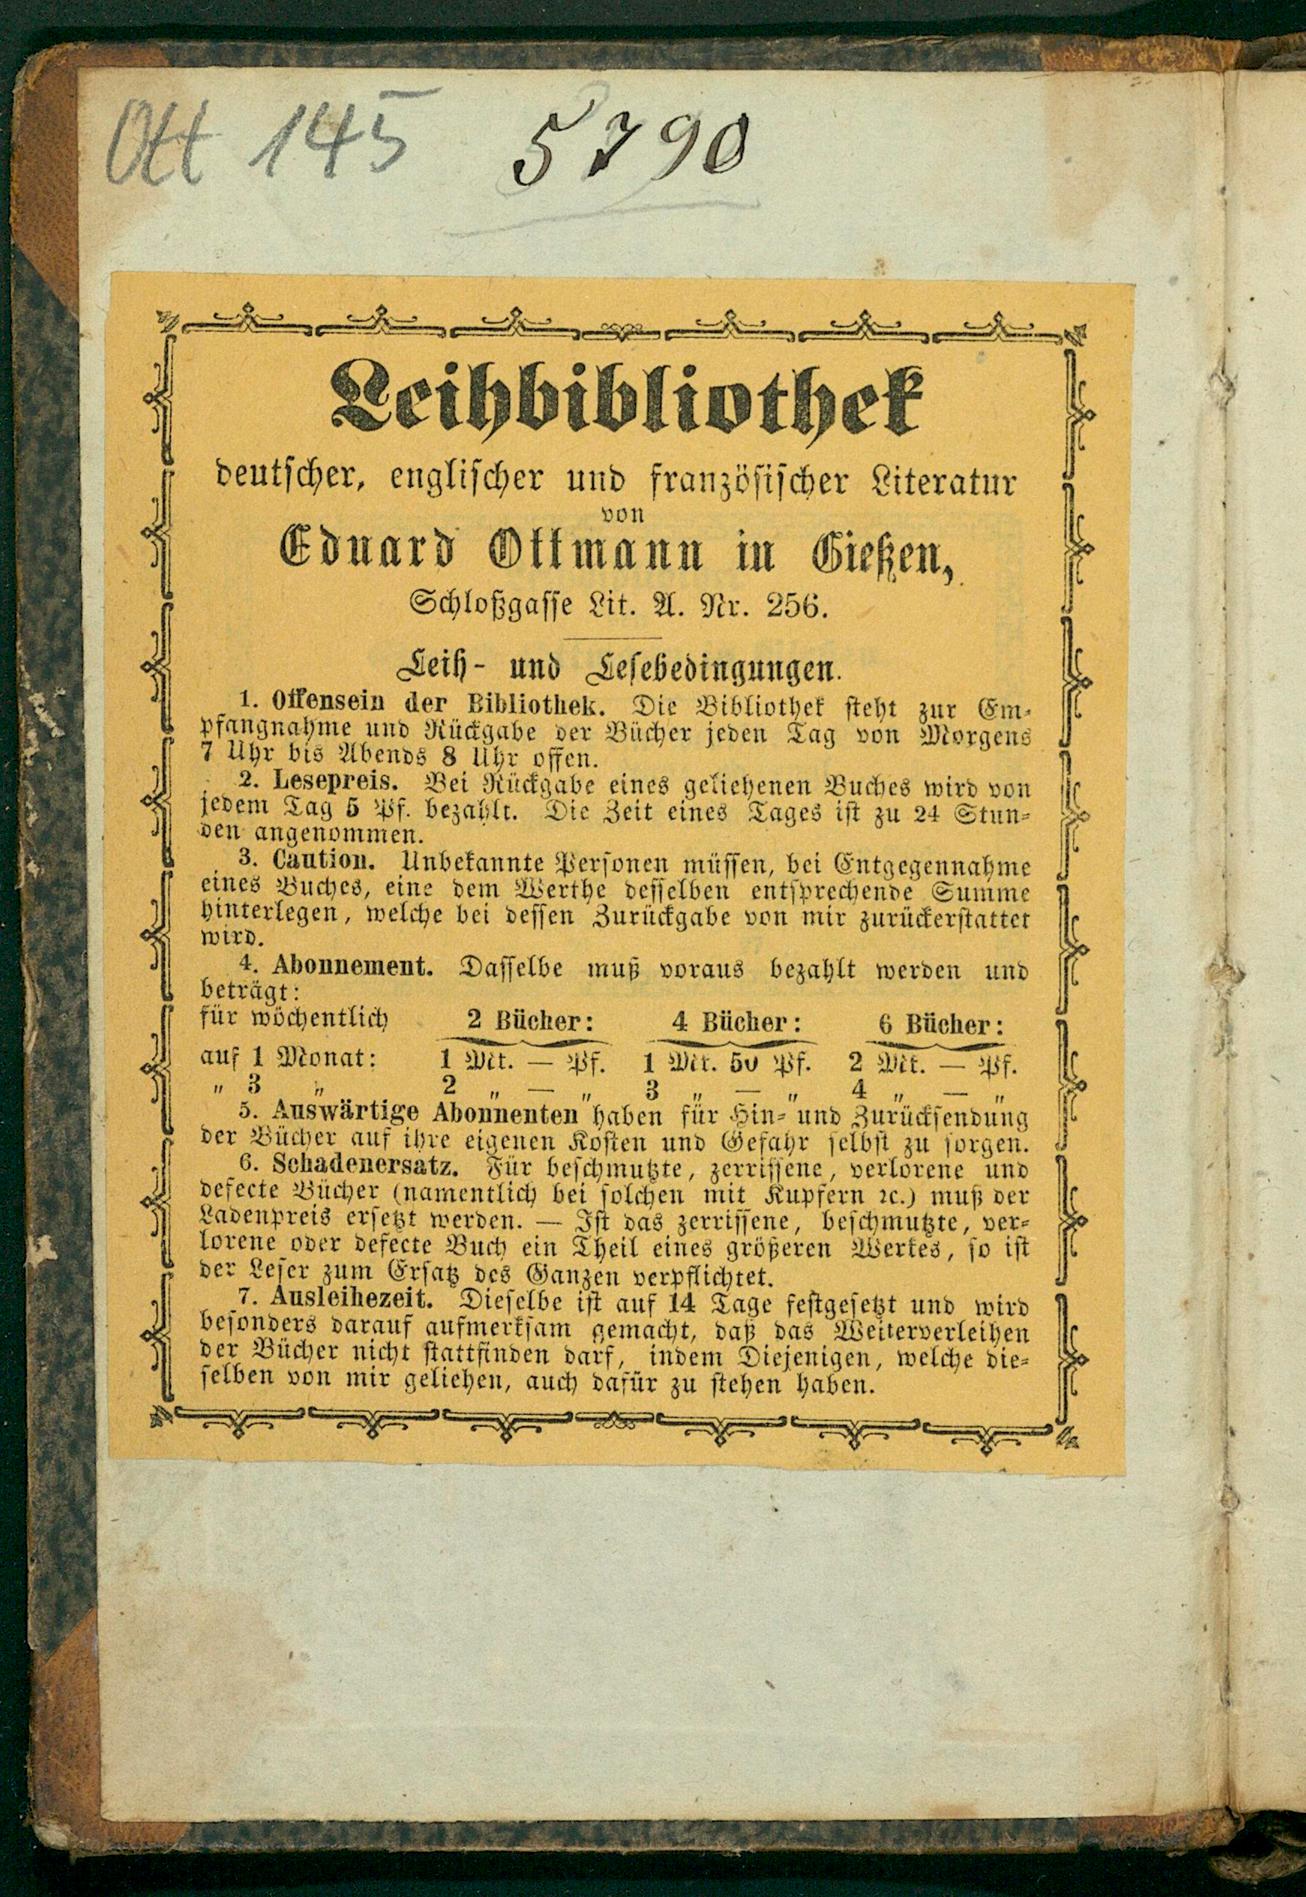 Ott 145 5790
Leihbibliothek
deutscher, englischer und französischer Literatur
von
Eduard Ottmann in Gießen,
Schloßgasse Lit. A. Nr. 256.
Leih- und Lesebedingungen.
1. Offensein der Bibliothek. Die Bibliothek steht zur Em-
pfangnahme und Rückgabe der Bücher jeden Tag von Morgens
7 Uhr bis Abends 8 Uhr offen.
2. Lesepreis. Bei Rückgabe eines geliehenen Buches wird von
jedem Tag 5 Pf. bezahlt. Die Zeit eines Tages ist zu 24 Stun-
den angenommen.
3. Caution. Unbekannte Personen müssen, bei Entgegennahme
eines Buches, eine dem Werthe desselben entsprechende Summe
hinterlegen, welche bei dessen Zurückgabe von mir zurückerstattet
wird.
4. Abonnement. Dasselbe muß voraus bezahlt werden und
beträgt:
für wöchentlich 2 Bücher: 4 Bücher: 6 Bücher:
auf 1 Monat: 1 Mk. — Pf. 1 Mk. 50 Pf. 2 Mk. — Pf.
„ 3 „ 2 „ — „ 3 „ — „ 4 „ — „
5. Auswärtige Abonnenten haben für Hin- und Zurücksendung
der Bücher auf ihre eigenen Kosten und Gefahr selbst zu sorgen.
6. Schadenersatz. Für beschmutzte, zerrissene, verlorene und
defecte Bücher (namentlich bei solchen mit Kupfern ꝛc.) muß der
Ladenpreis ersetzt werden. — Ist das zerrissene, beschmutzte, ver-
lorene oder defecte Buch ein Theil eines größeren Werkes, so ist
der Leser zum Ersatz des Ganzen verpflichtet.
7. Ausleihezeit. Dieselbe ist auf 14 Tage festgesetzt und wird
besonders darauf aufmerksam gemacht, daß das Weiterverleihen
der Bücher nicht stattfinden darf, indem Diejenigen, welche die-
selben von mir geliehen, auch dafür zu stehen haben.